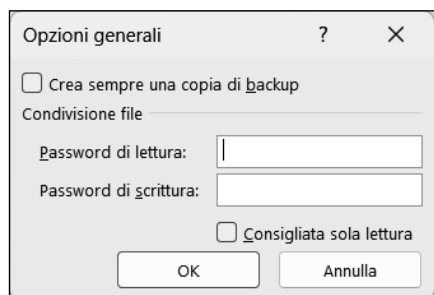 Opzioni generali ? ×
Crea sempre una copia di backup
Condivisione file
Password di lettura:
Password di scrittura:
Consigliata sola lettura
OK Annulla